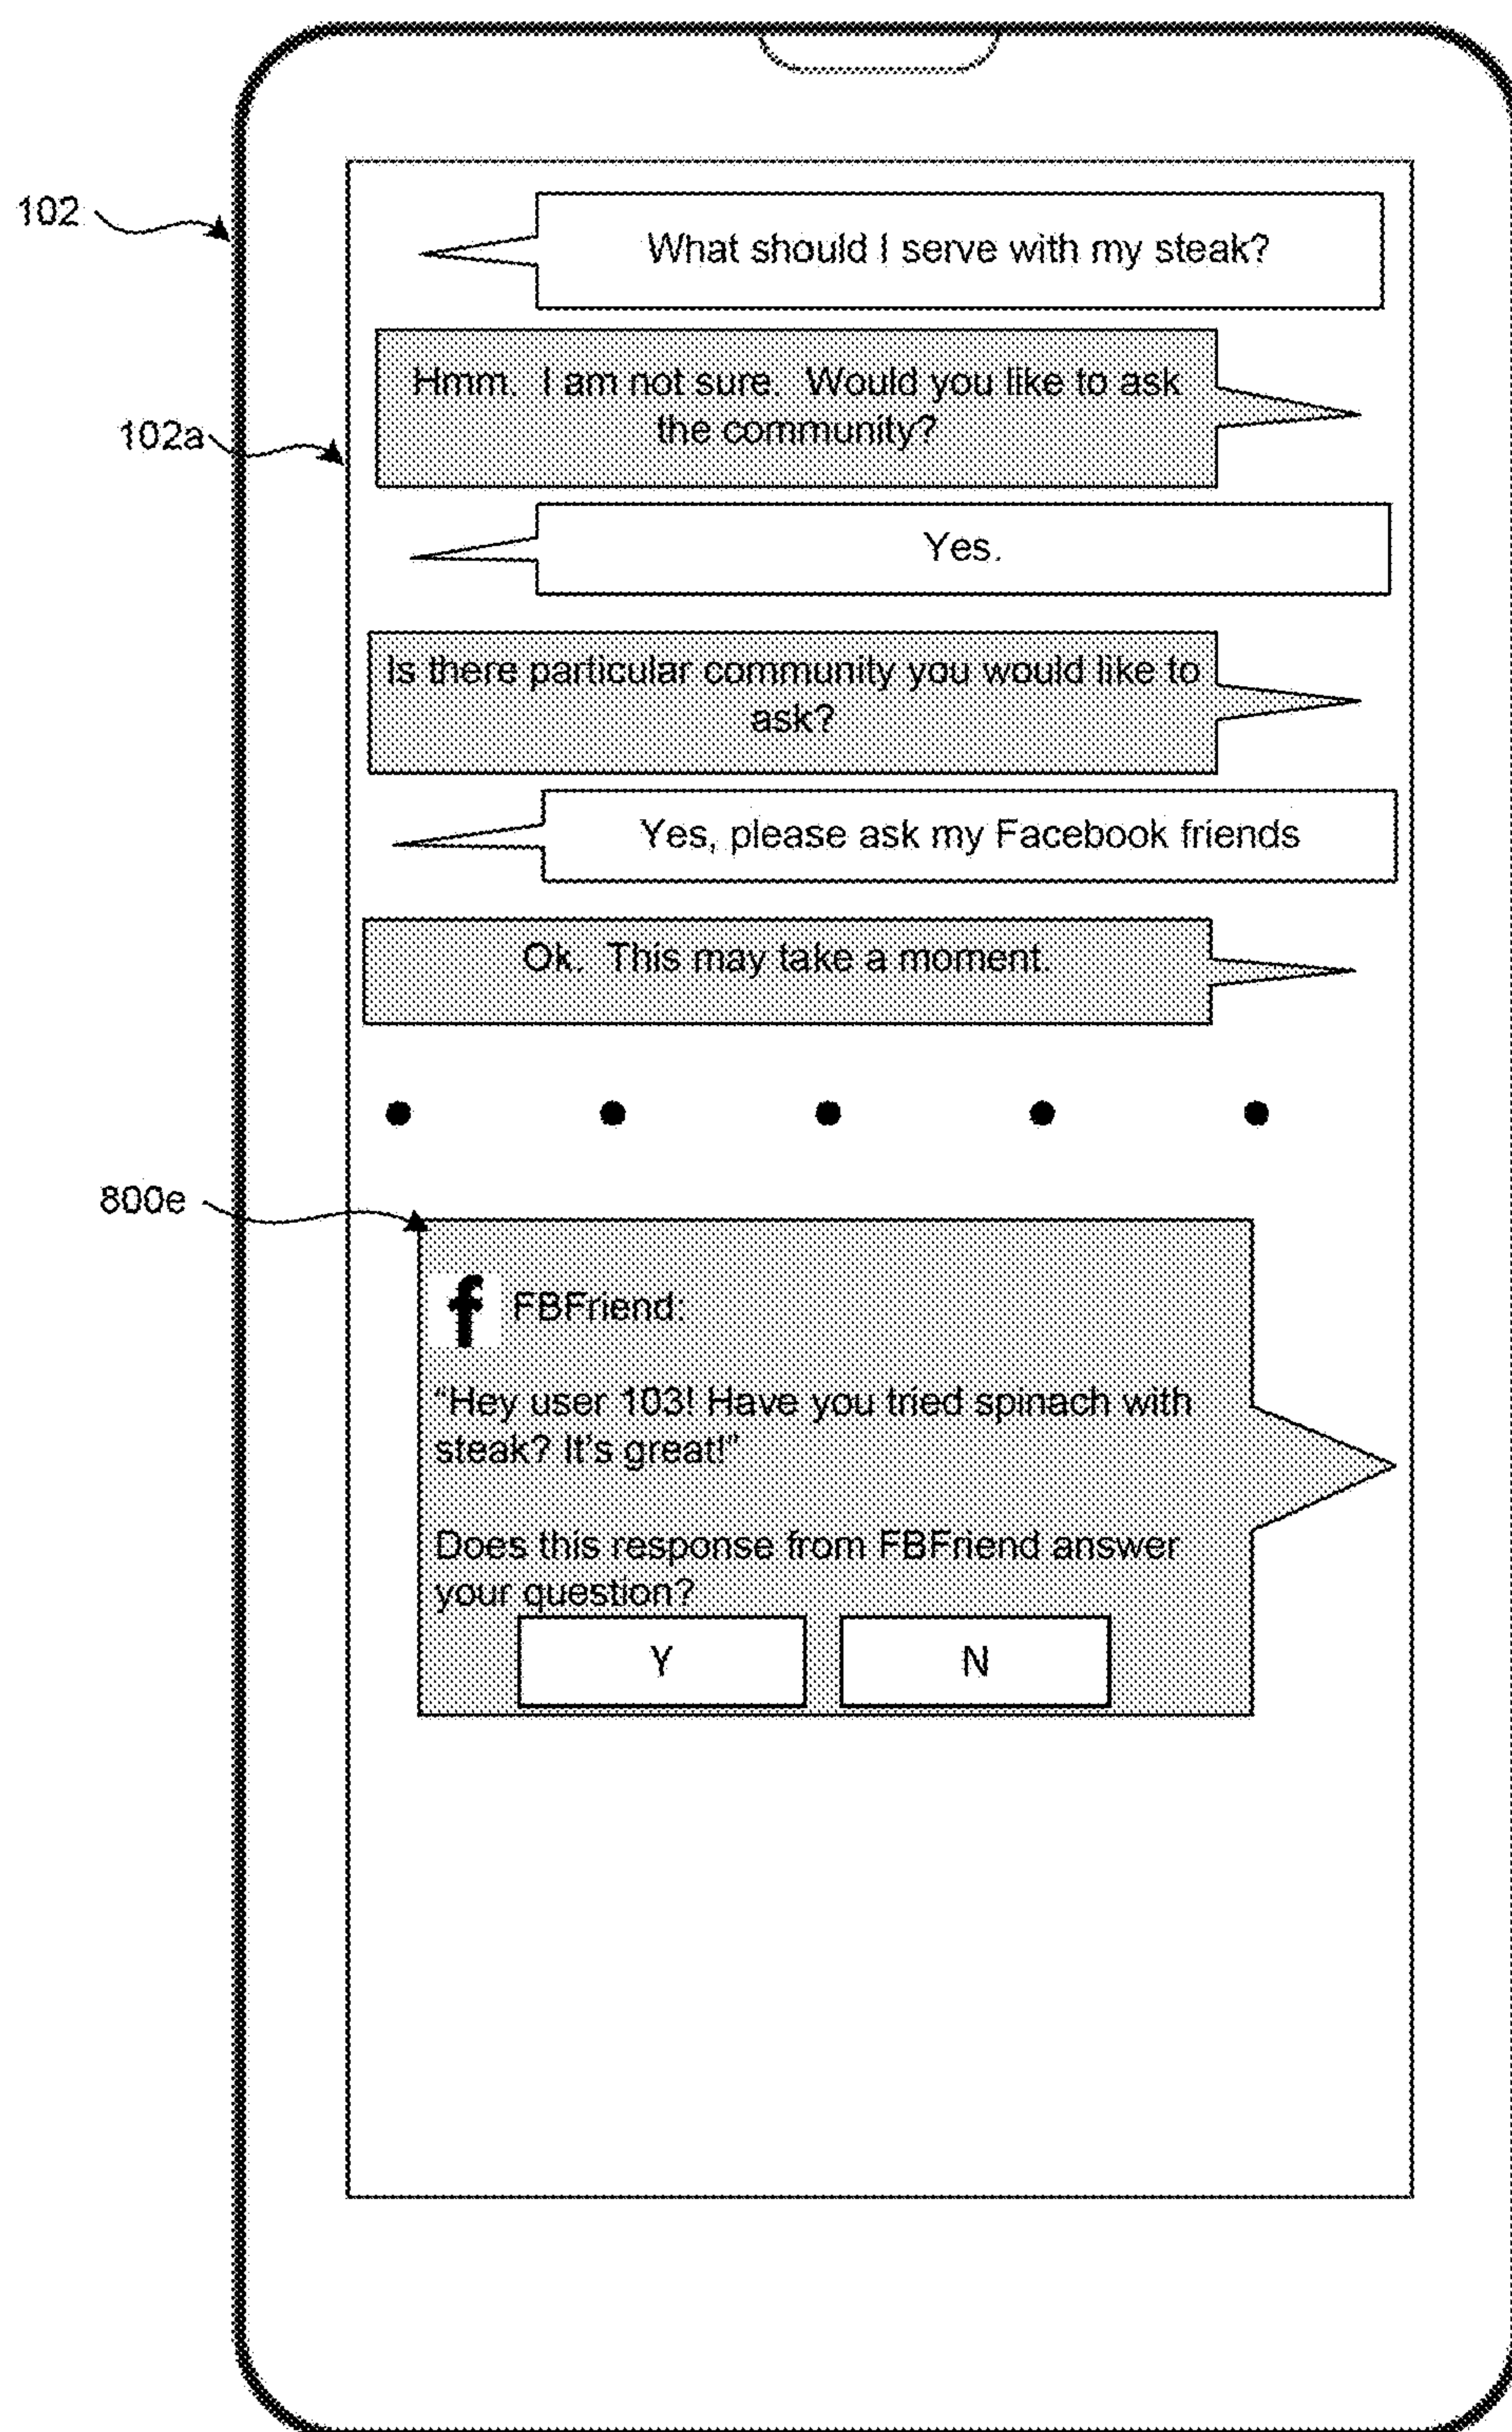 102
What should I serve with my steak?
Hmm.  I am not sure.  Would you like to ask
the community?
102a
Yes.
Is there particular community you would like to
ask?
Yes, please ask my Facebook friends
Ok.  This may take a moment.
800e
f FBFriend:
“Hey user 103! Have you tried spinach with
steak? It’s great!”
Does this response from FBFriend answer
your question?
Y N